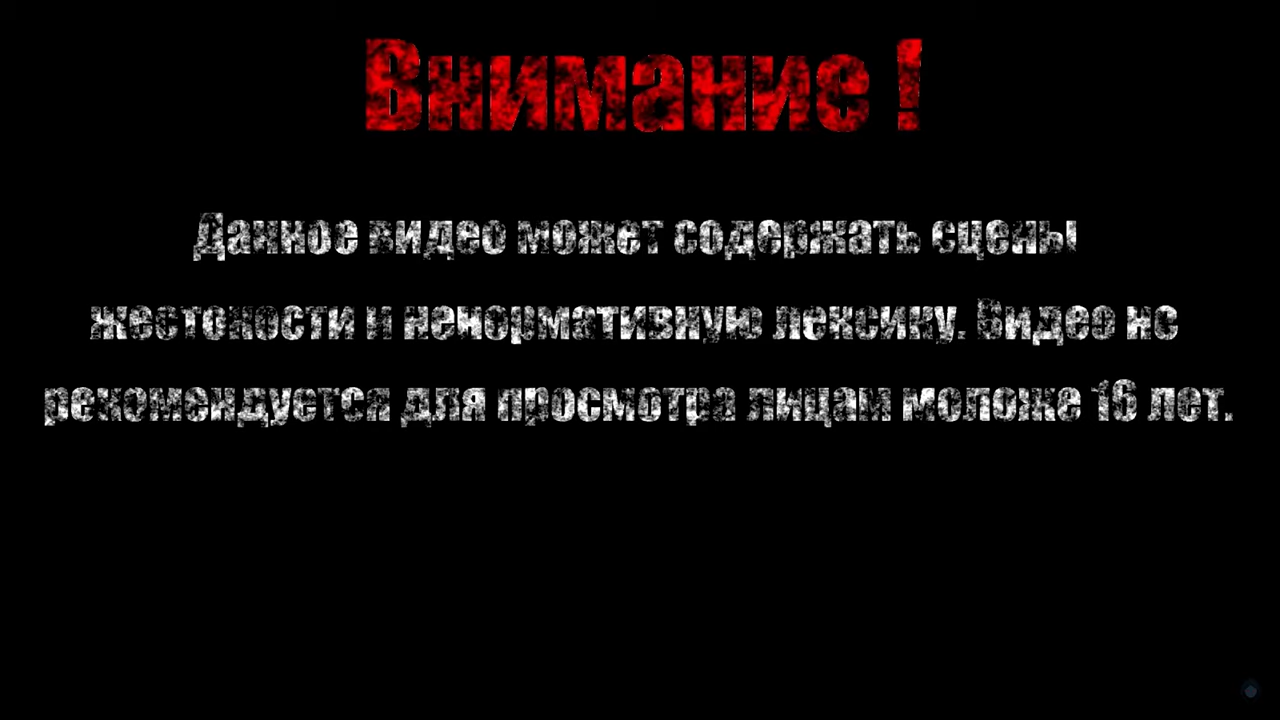 Внимание !
Данное видео может содержать сцены
жестокости и ненормативную лексику. Видео не
рекомендуется для просмотра лицам моложе 16 лет.